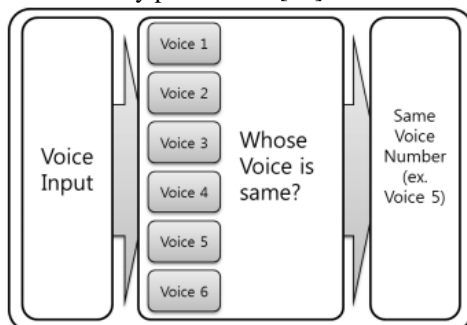 Voice
Input
Voice 1
Voice 2
Voice 3
Voice 4
Voice 5
Voice 6
Whose
Voice is
same?
Same
Voice
Number
(ex.
Voice 5)